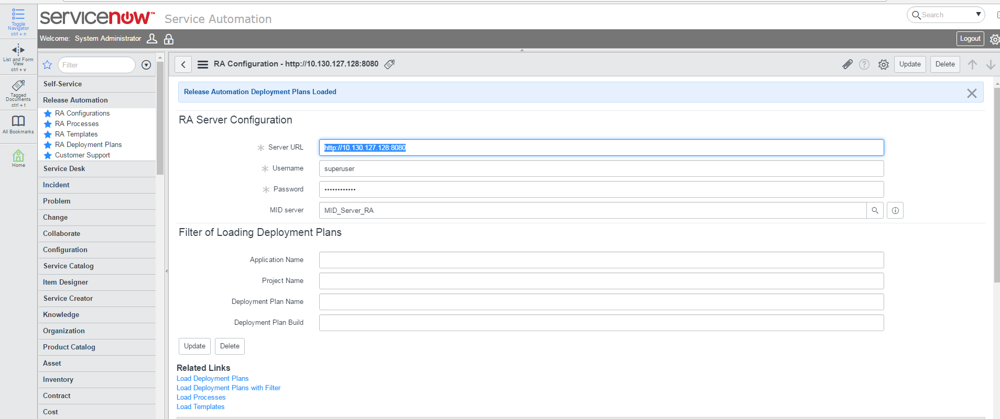 servicenow™ Service Automation
Search
Welcome: System Administrator
Logout
Toggle
Navigator
ctrl + n
List and Form
View
ctrl + v
Tagged
Documents
ctrl + t
All Bookmarks
Home
Filter
Self-Service
Release Automation
RA Configurations
RA Processes
RA Templates
RA Deployment Plans
Customer Support
Service Desk
Incident
Problem
Change
Collaborate
Configuration
Service Catalog
Item Designer
Service Creator
Knowledge
Organization
Product Catalog
Asset
Inventory
Contract
Cost
RA Configuration - http://10.130.127.128:8080
Update Delete
Release Automation Deployment Plans Loaded
RA Server Configuration
Server URL http://10.130.127.128:8080
Username superuser
Password ••••••••••••
MID server MID_Server_RA
Filter of Loading Deployment Plans
Application Name
Project Name
Deployment Plan Name
Deployment Plan Build
Update Delete
Related Links
Load Deployment Plans
Load Deployment Plans with Filter
Load Processes
Load Templates